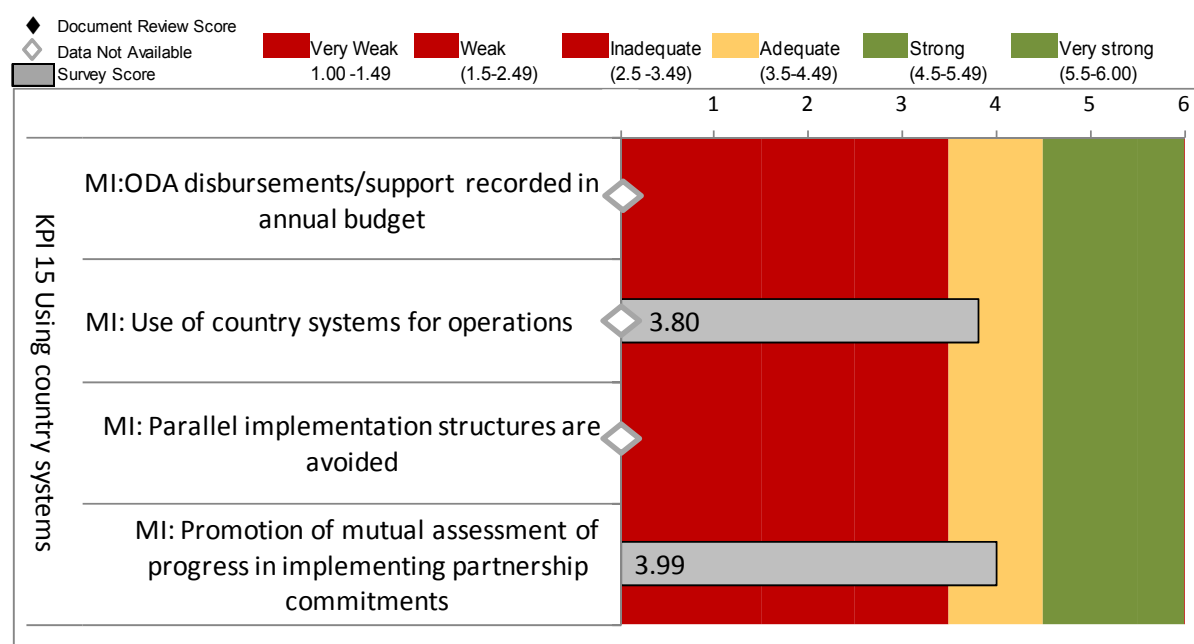 Document Review Score
Data Not Available
Survey Score
Very Weak
1.00 -1.49
Weak
(1.5-2.49)
Inadequate
(2.5 -3.49)
Adequate
(3.5-4.49)
Strong
(4.5-5.49)
Very strong
(5.5-6.00)
1 2 3 4 5 6
KPI 15 Using country systems
MI:ODA disbursements/support recorded in
annual budget
MI: Use of country systems for operations
3.80
MI: Parallel implementation structures are
avoided
MI: Promotion of mutual assessment of
progress in implementing partnership
commitments
3.99